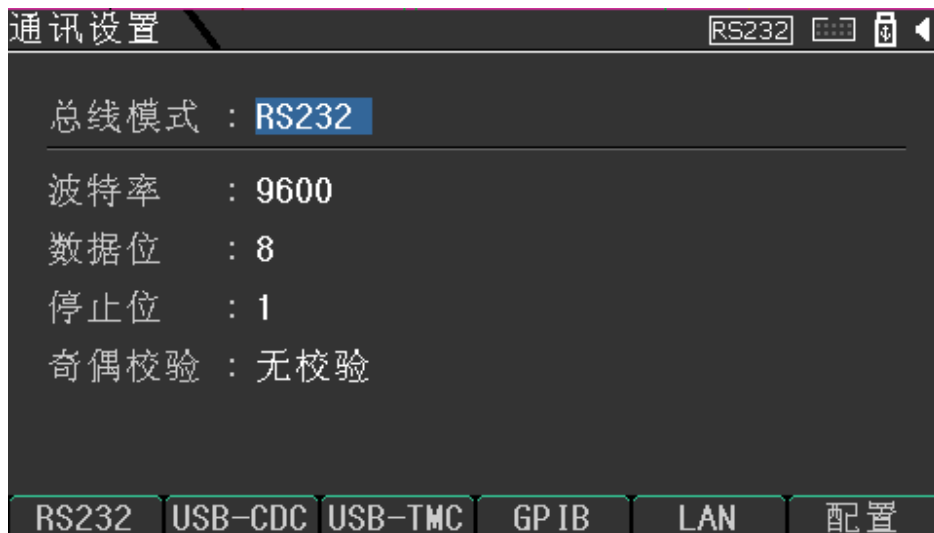 通讯设置 RS232
总线模式 : RS232
波特率 : 9600
数据位 : 8
停止位 : 1
奇偶校验 : 无校验
RS232 USB-CDC USB-TMC GPIB LAN 配置